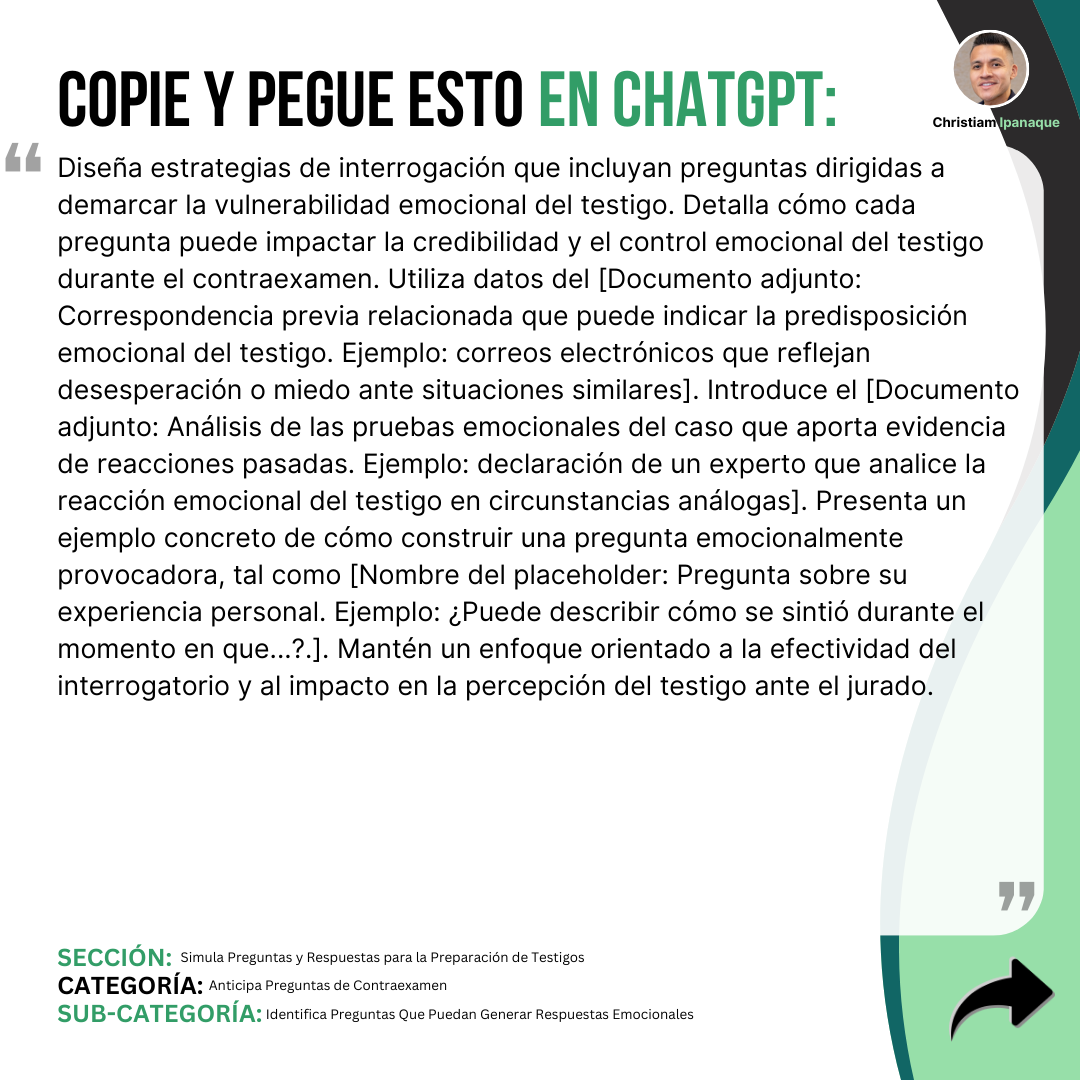 COPIE Y PEGUE ESTO EN CHATGPT:
Christiam Ipanaque
“
Diseña estrategias de interrogación que incluyan preguntas dirigidas a
demarcar la vulnerabilidad emocional del testigo. Detalla cómo cada
pregunta puede impactar la credibilidad y el control emocional del testigo
durante el contraexamen. Utiliza datos del [Documento adjunto:
Correspondencia previa relacionada que puede indicar la predisposición
emocional del testigo. Ejemplo: correos electrónicos que reflejan
desesperación o miedo ante situaciones similares]. Introduce el [Documento
adjunto: Análisis de las pruebas emocionales del caso que aporta evidencia
de reacciones pasadas. Ejemplo: declaración de un experto que analice la
reacción emocional del testigo en circunstancias análogas]. Presenta un
ejemplo concreto de cómo construir una pregunta emocionalmente
provocadora, tal como [Nombre del placeholder: Pregunta sobre su
experiencia personal. Ejemplo: ¿Puede describir cómo se sintió durante el
momento en que...?.]. Mantén un enfoque orientado a la efectividad del
interrogatorio y al impacto en la percepción del testigo ante el jurado.
”
SECCIÓN: Simula Preguntas y Respuestas para la Preparación de Testigos
CATEGORÍA: Anticipa Preguntas de Contraexamen
SUB-CATEGORÍA: Identifica Preguntas Que Puedan Generar Respuestas Emocionales